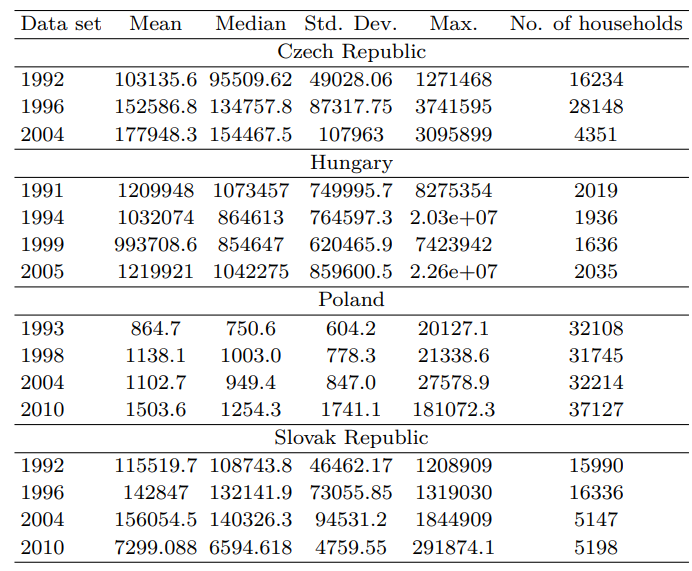 Data set Mean Median Std. Dev. Max. No. of households
Czech Republic
1992 103135.6 95509.62 49028.06 1271468 16234
1996 152586.8 134757.8 87317.75 3741595 28148
2004 177948.3 154467.5 107963 3095899 4351
Hungary
1991 1209948 1073457 749995.7 8275354 2019
1994 1032074 864613 764597.3 2.03e+07 1936
1999 993708.6 854647 620465.9 7423942 1636
2005 1219921 1042275 859600.5 2.26e+07 2035
Poland
1993 864.7 750.6 604.2 20127.1 32108
1998 1138.1 1003.0 778.3 21338.6 31745
2004 1102.7 949.4 847.0 27578.9 32214
2010 1503.6 1254.3 1741.1 181072.3 37127
Slovak Republic
1992 115519.7 108743.8 46462.17 1208909 15990
1996 142847 132141.9 73055.85 1319030 16336
2004 156054.5 140326.3 94531.2 1844909 5147
2010 7299.088 6594.618 4759.55 291874.1 5198